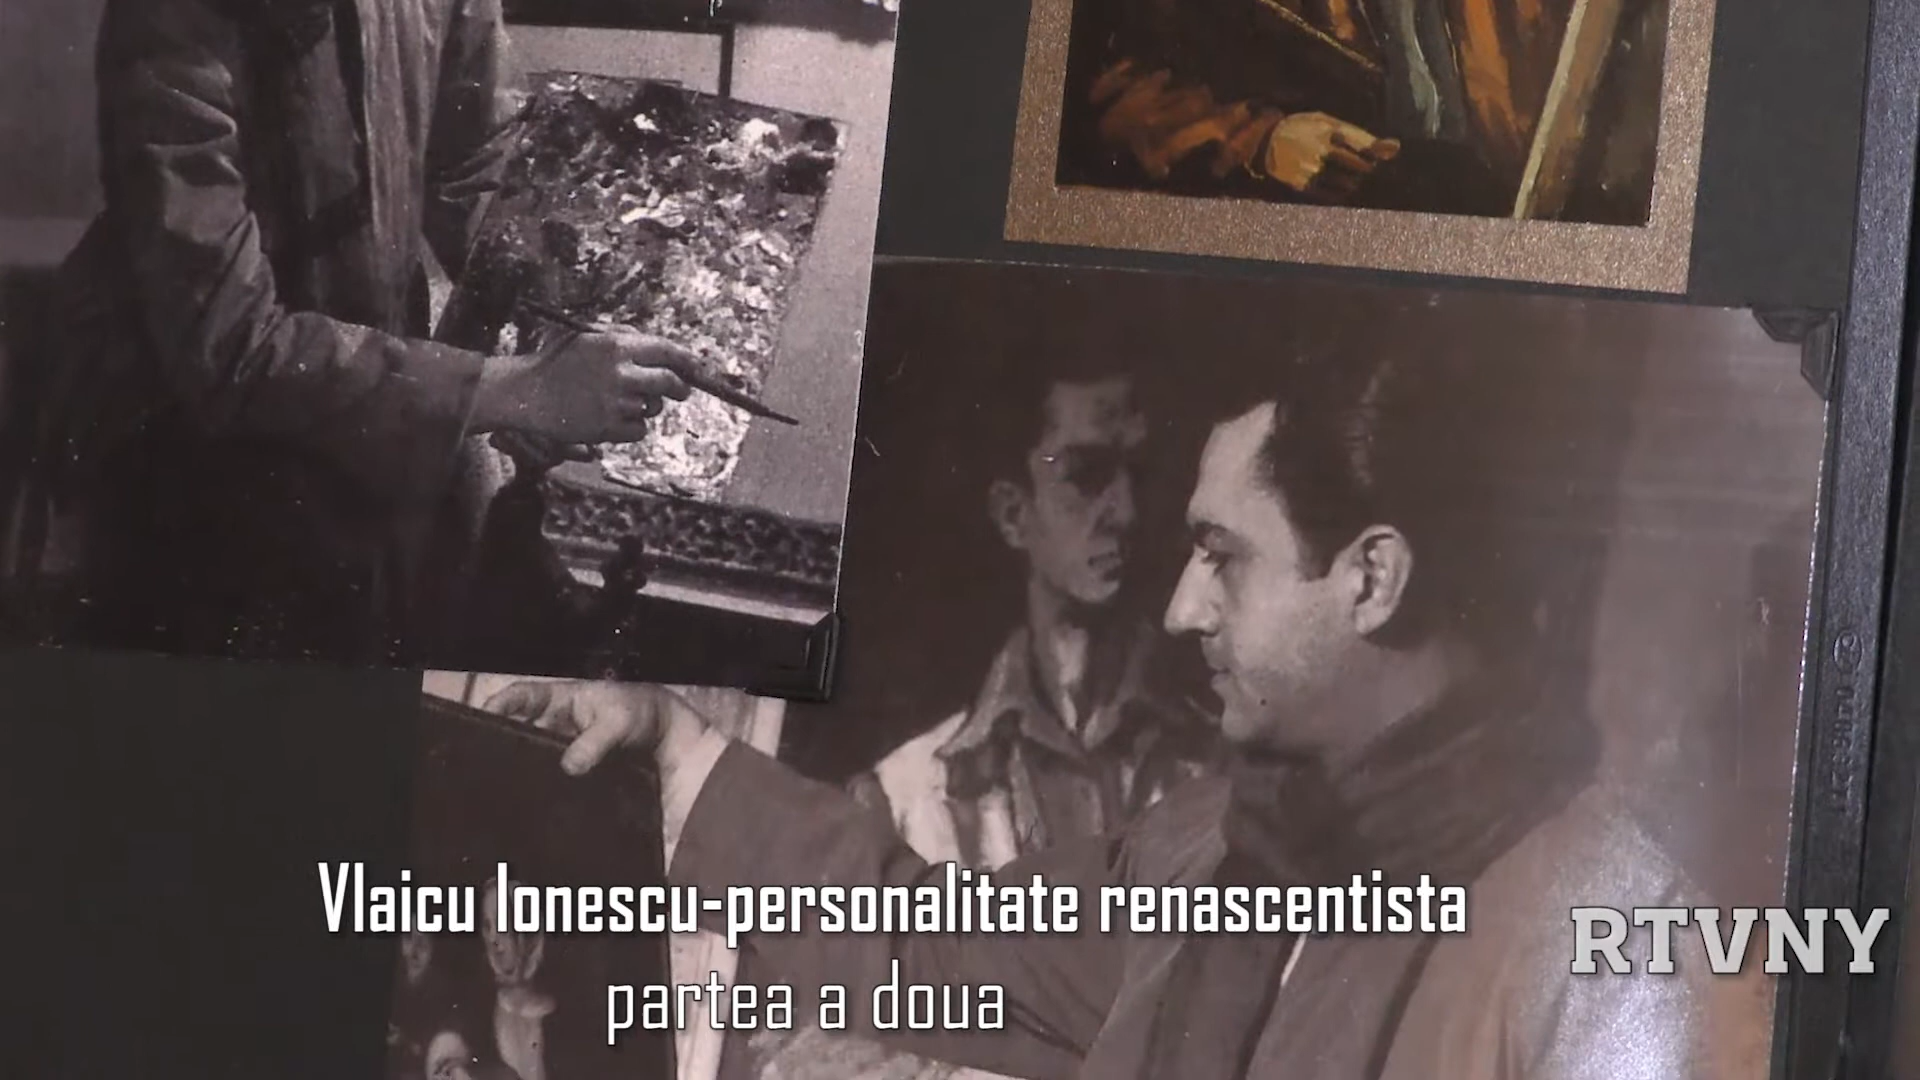 Vlaicu Ionescu-personalitate renascentista
partea a doua
RTVNY